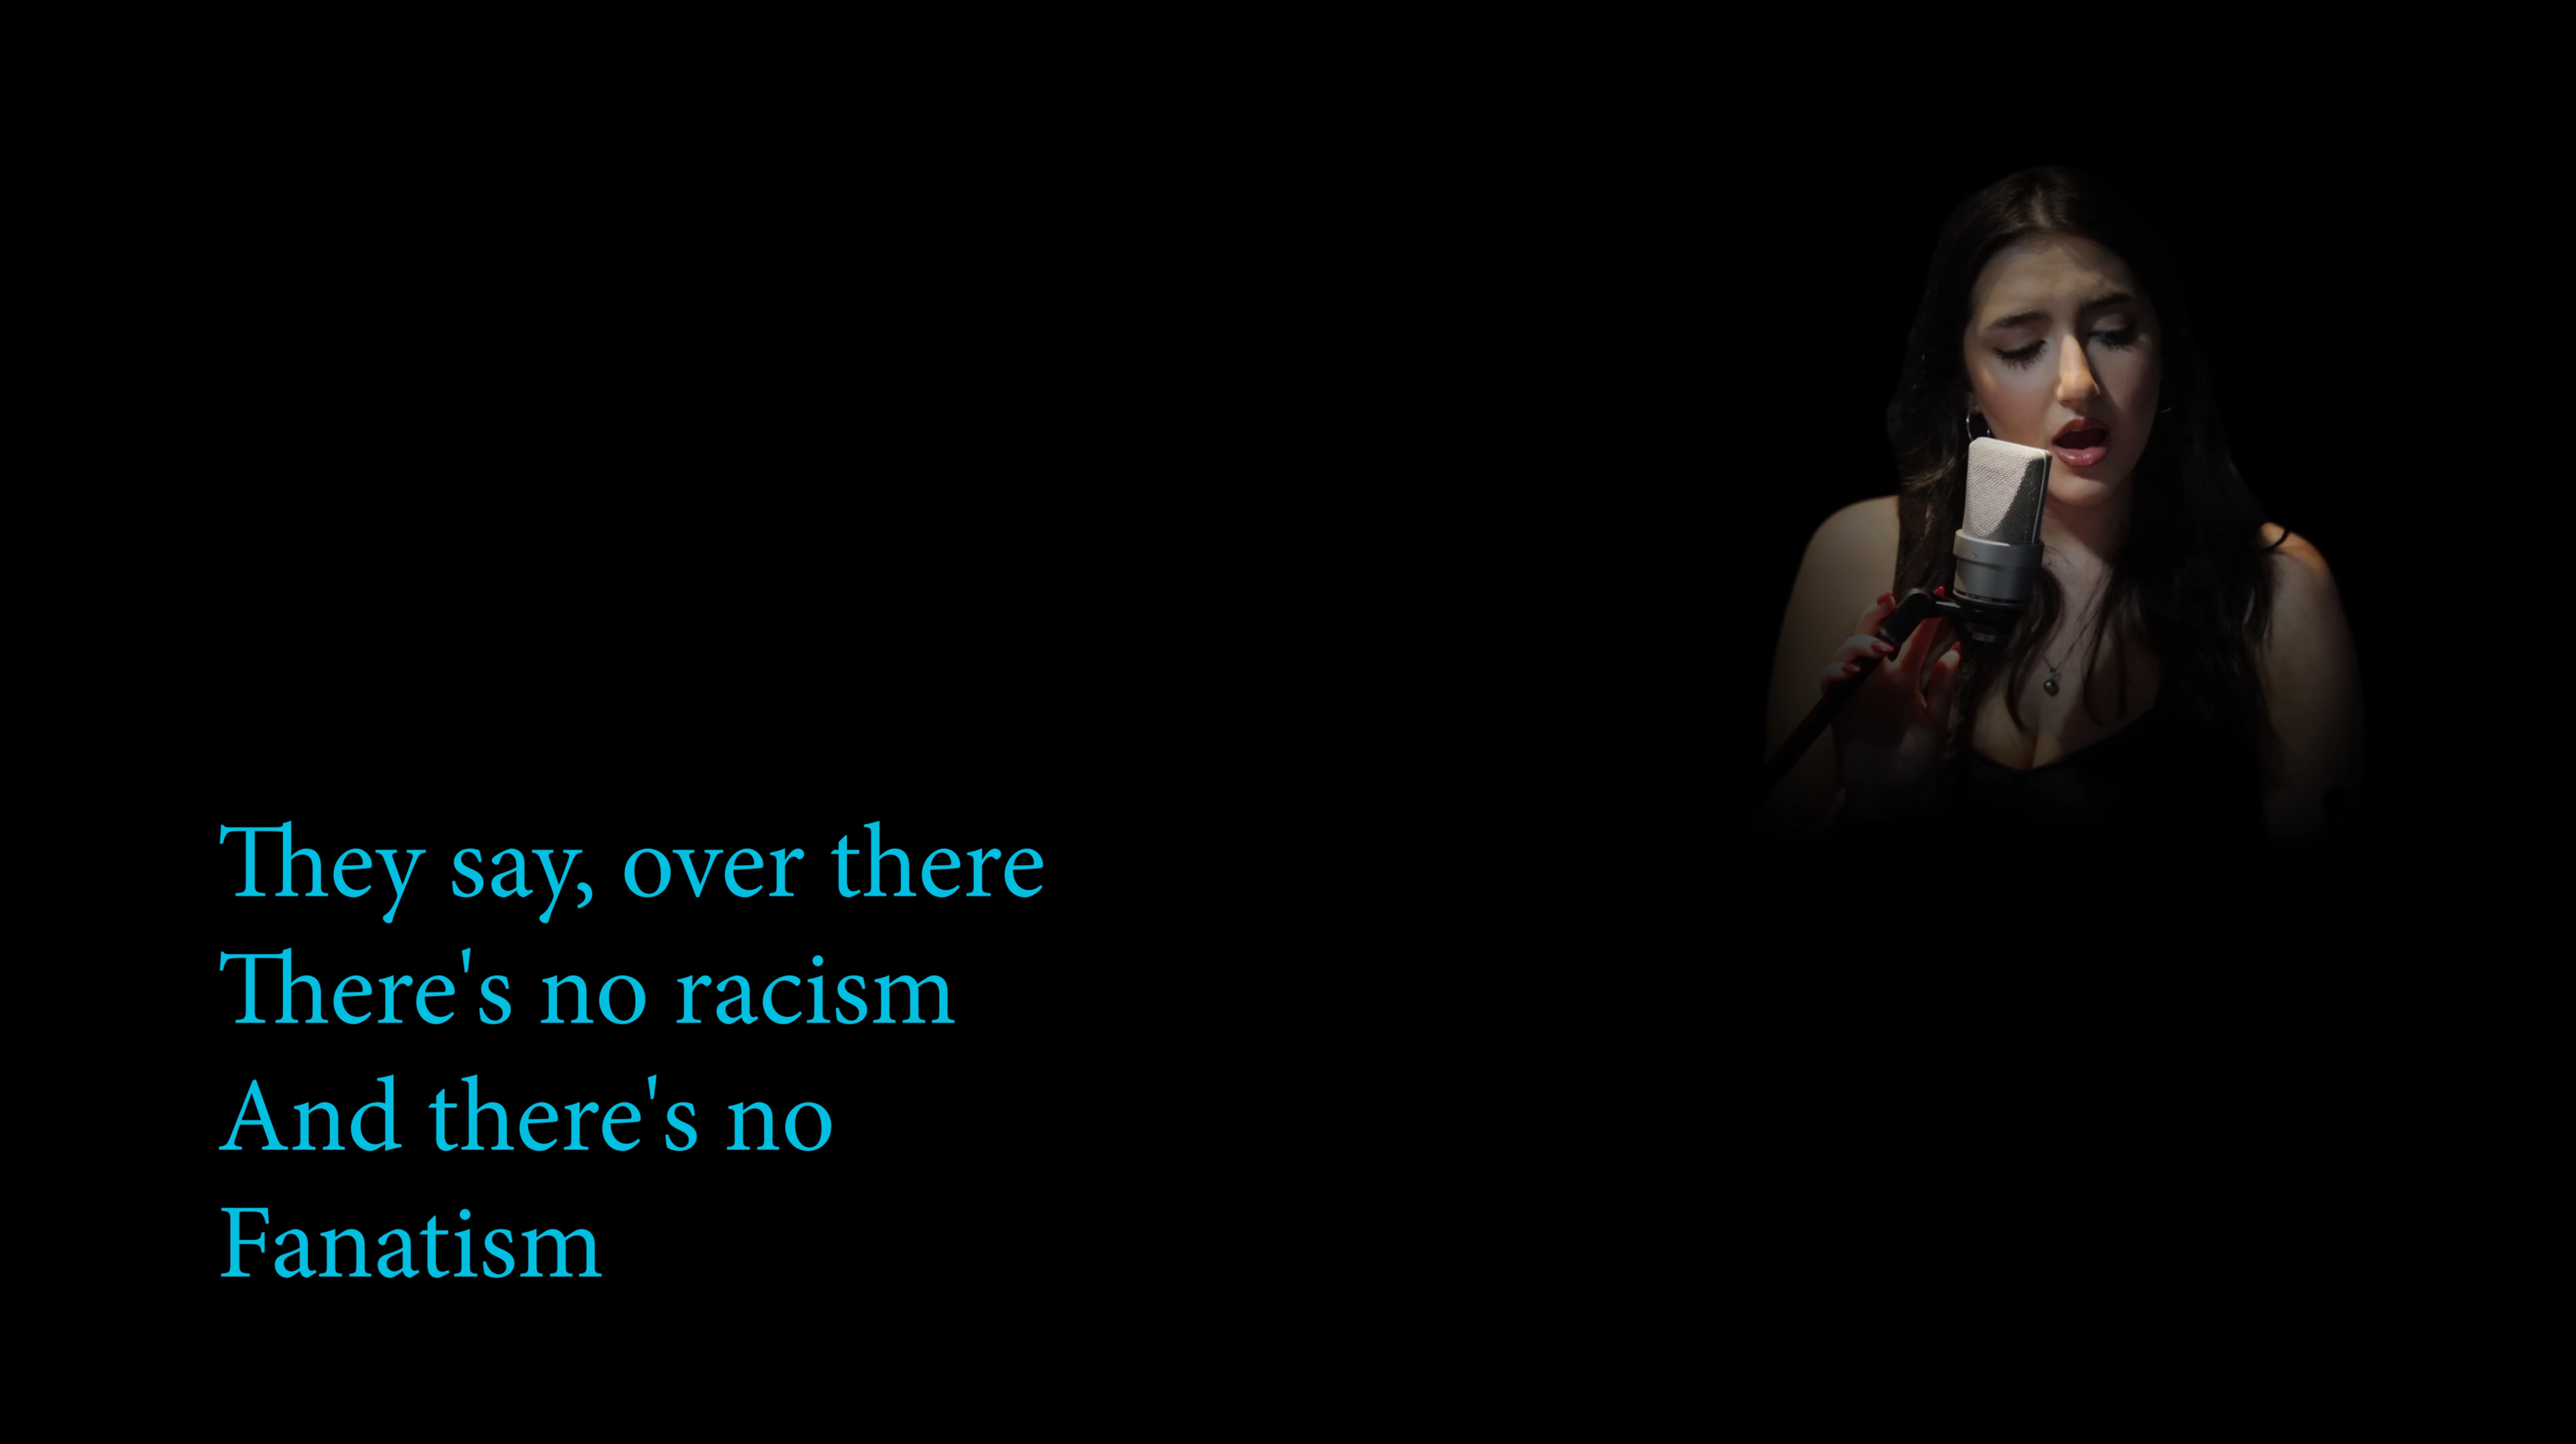 They say, over there
There's no racism
And there's no
Fanatism